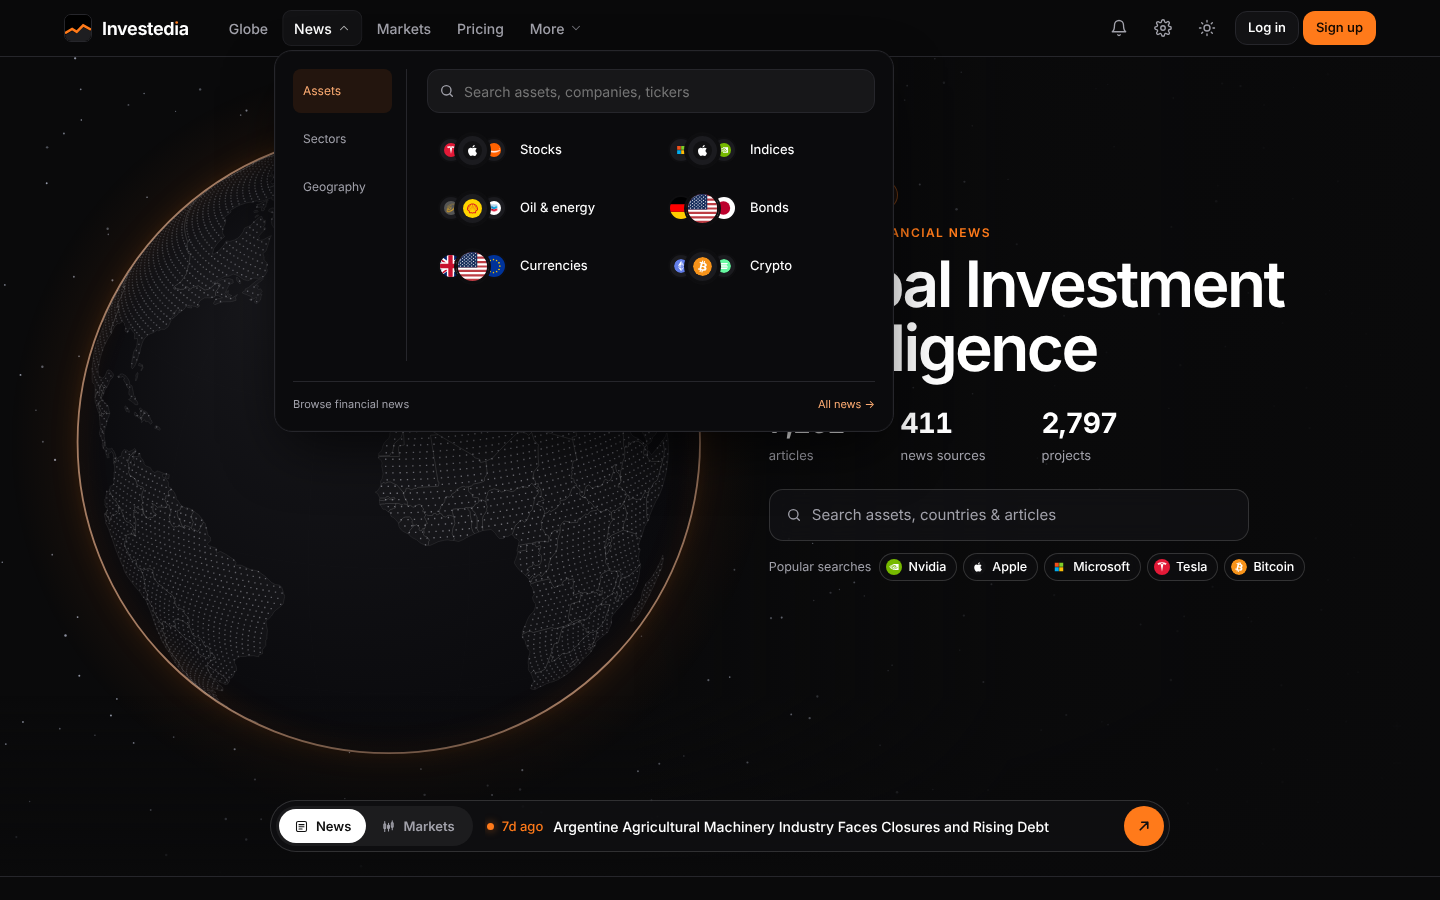 Investedia
Globe
News
Markets
Pricing
More
Log in
Sign up
Assets
Sectors
Geography
Search assets, companies, tickers
Stocks
Indices
Oil & energy
Bonds
Currencies
Crypto
Browse financial news
All news →
ANCIAL NEWS
al Investment
ligence
411
2,797
articles
news sources
projects
Search assets, countries & articles
Popular searches
Nvidia
Apple
Microsoft
Tesla
Bitcoin
News
Markets
7d ago
Argentine Agricultural Machinery Industry Faces Closures and Rising Debt